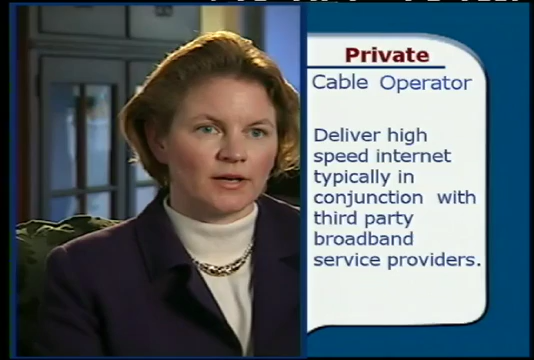 Private
Cable Operator
Deliver high
speed internet
typically in
conjunction with
third party
broadband
service providers.